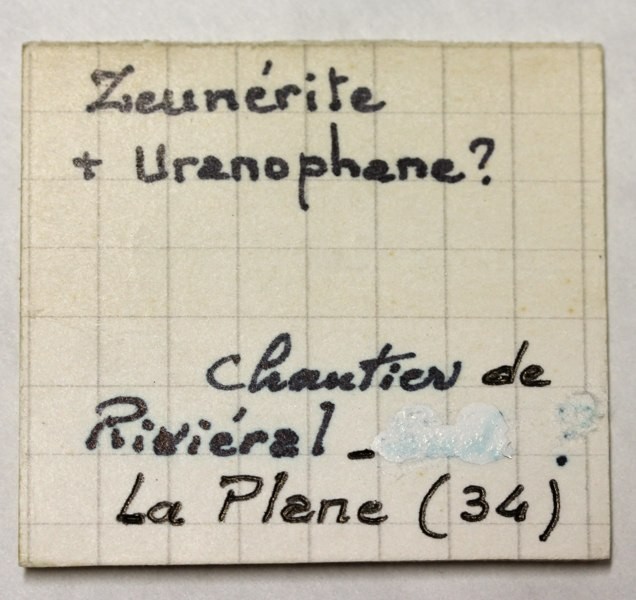 Zeunérite
+ Uranophane?
Chantier de
Riviéral -
La Plane (34)